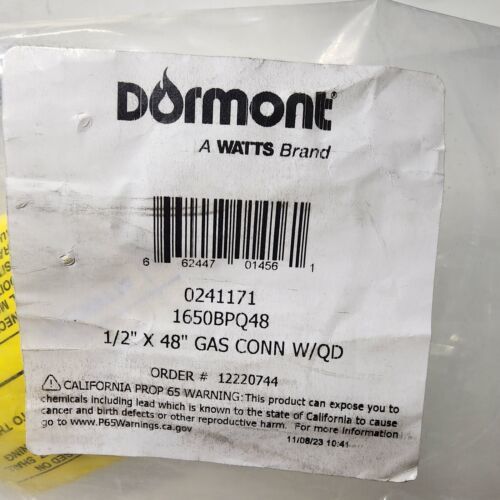 Dormont®
A WATTS Brand
6 62447 01456 1
0241171
1650BPQ48
1/2" X 48" GAS CONN W/QD
ORDER # 12220744
⚠ CALIFORNIA PROP 65 WARNING: This product can expose you to
chemicals including lead which is known to the state of California to cause
cancer and birth defects or other reproductive harm. For more information
go to www.P65Warnings.ca.gov
11/08/23 10:41